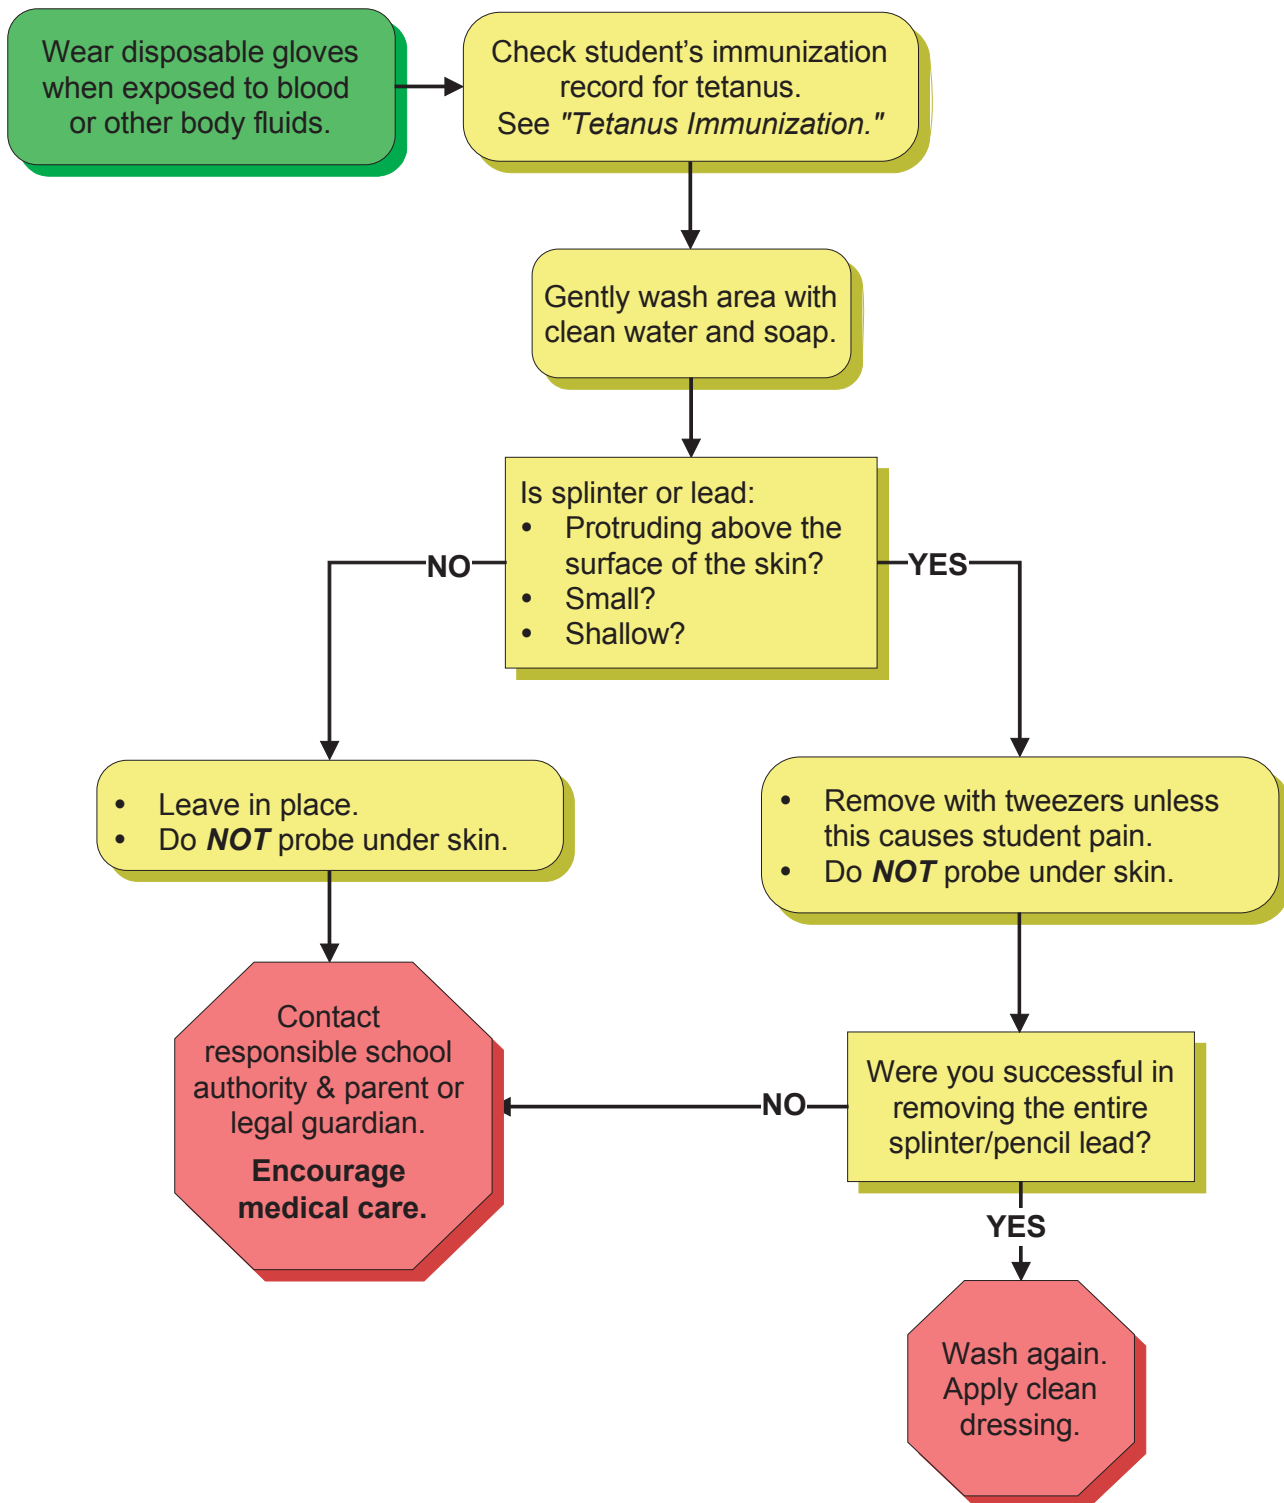 Wear disposable gloves
when exposed to blood
or other body fluids.
Check student’s immunization
record for tetanus.
See "Tetanus Immunization."
Gently wash area with
clean water and soap.
Is splinter or lead:
• Protruding above the
surface of the skin?
• Small?
• Shallow?
NO
YES
• Leave in place.
• Do NOT probe under skin.
• Remove with tweezers unless
this causes student pain.
• Do NOT probe under skin.
Contact
responsible school
authority & parent or
legal guardian.
Encourage
medical care.
NO
Were you successful in
removing the entire
splinter/pencil lead?
YES
Wash again.
Apply clean
dressing.